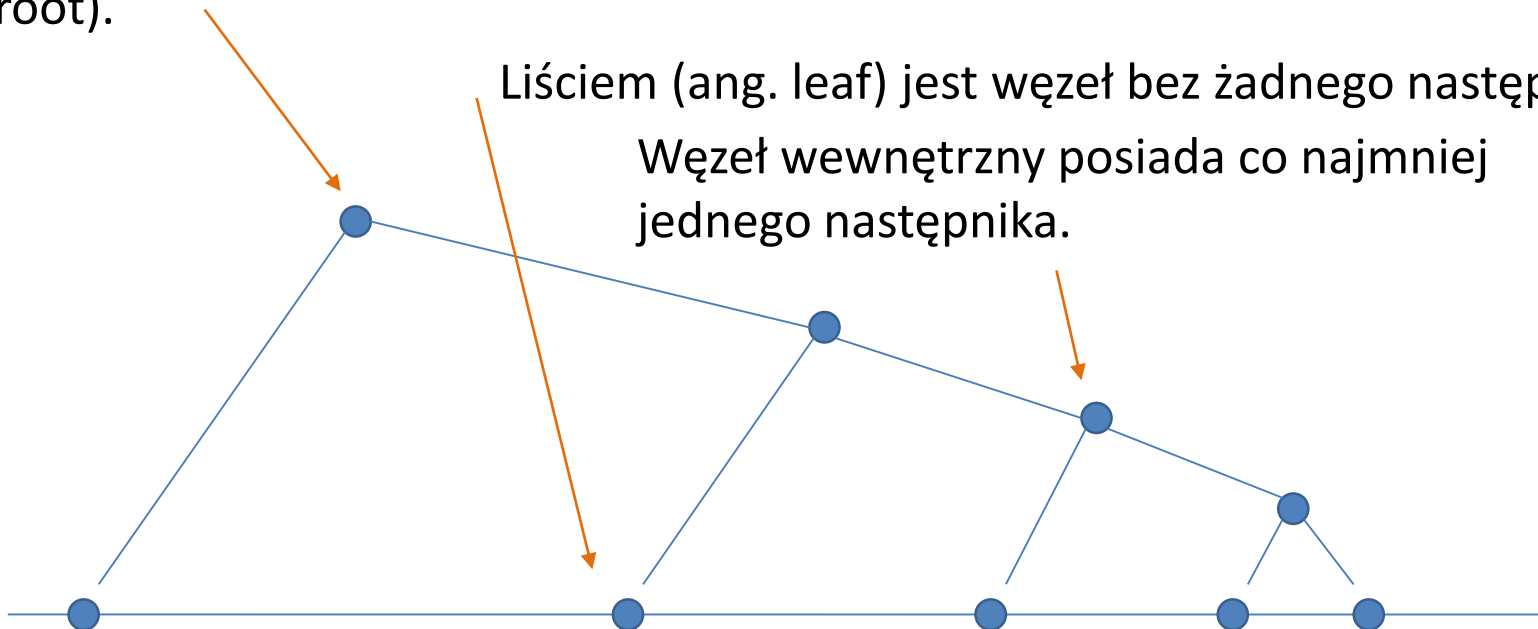 root).
Liściem (ang. leaf) jest węzeł bez żadnego następ
Węzeł wewnętrzny posiada co najmniej
jednego następnika.